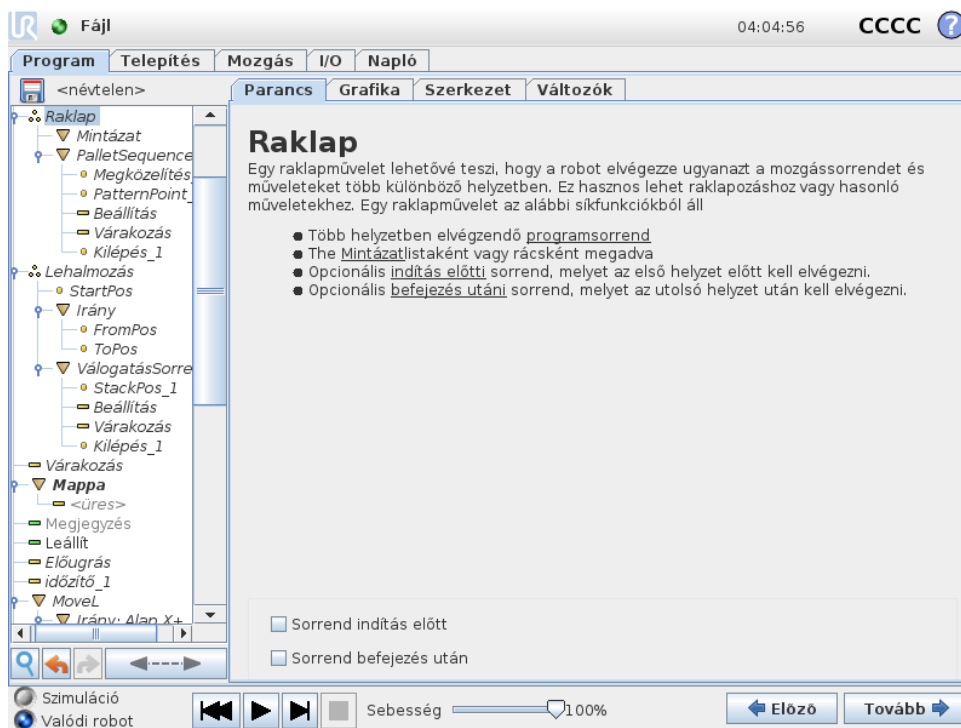 UR Fájl 04:04:56 CCCC ?
Program Telepítés Mozgás I/O Napló
<névtelen>
Parancs Grafika Szerkezet Változók
Raklap
Mintázat
PalletSequence
Megközelítés_
PatternPoint_
Beállítás
Várakozás
Kilépés_1
Lehalmozás
StartPos
Irány
FromPos
ToPos
VálogatásSorre
StackPos_1
Beállítás
Várakozás
Kilépés_1
Várakozás
Mappa
<üres>
Megjegyzés
Leállít
Előugrás
időzítő_1
MoveL
Irány: Alap X+
Raklap
Egy raklapművelet lehetővé teszi, hogy a robot elvégezze ugyanazt a mozgássorrendet és
műveleteket több különböző helyzetben. Ez hasznos lehet raklapozáshoz vagy hasonló
műveletekhez. Egy raklapművelet az alábbi síkfunkciókból áll
Több helyzetben elvégzendő programsorrend
The Mintázatlistaként vagy rácsként megadva
Opcionális indítás előtti sorrend, melyet az első helyzet előtt kell elvégezni.
Opcionális befejezés utáni sorrend, melyet az utolsó helyzet után kell elvégezni.
Sorrend indítás előtt
Sorrend befejezés után
Szimuláció
Valódi robot
Sebesség 100%
Előző Tovább